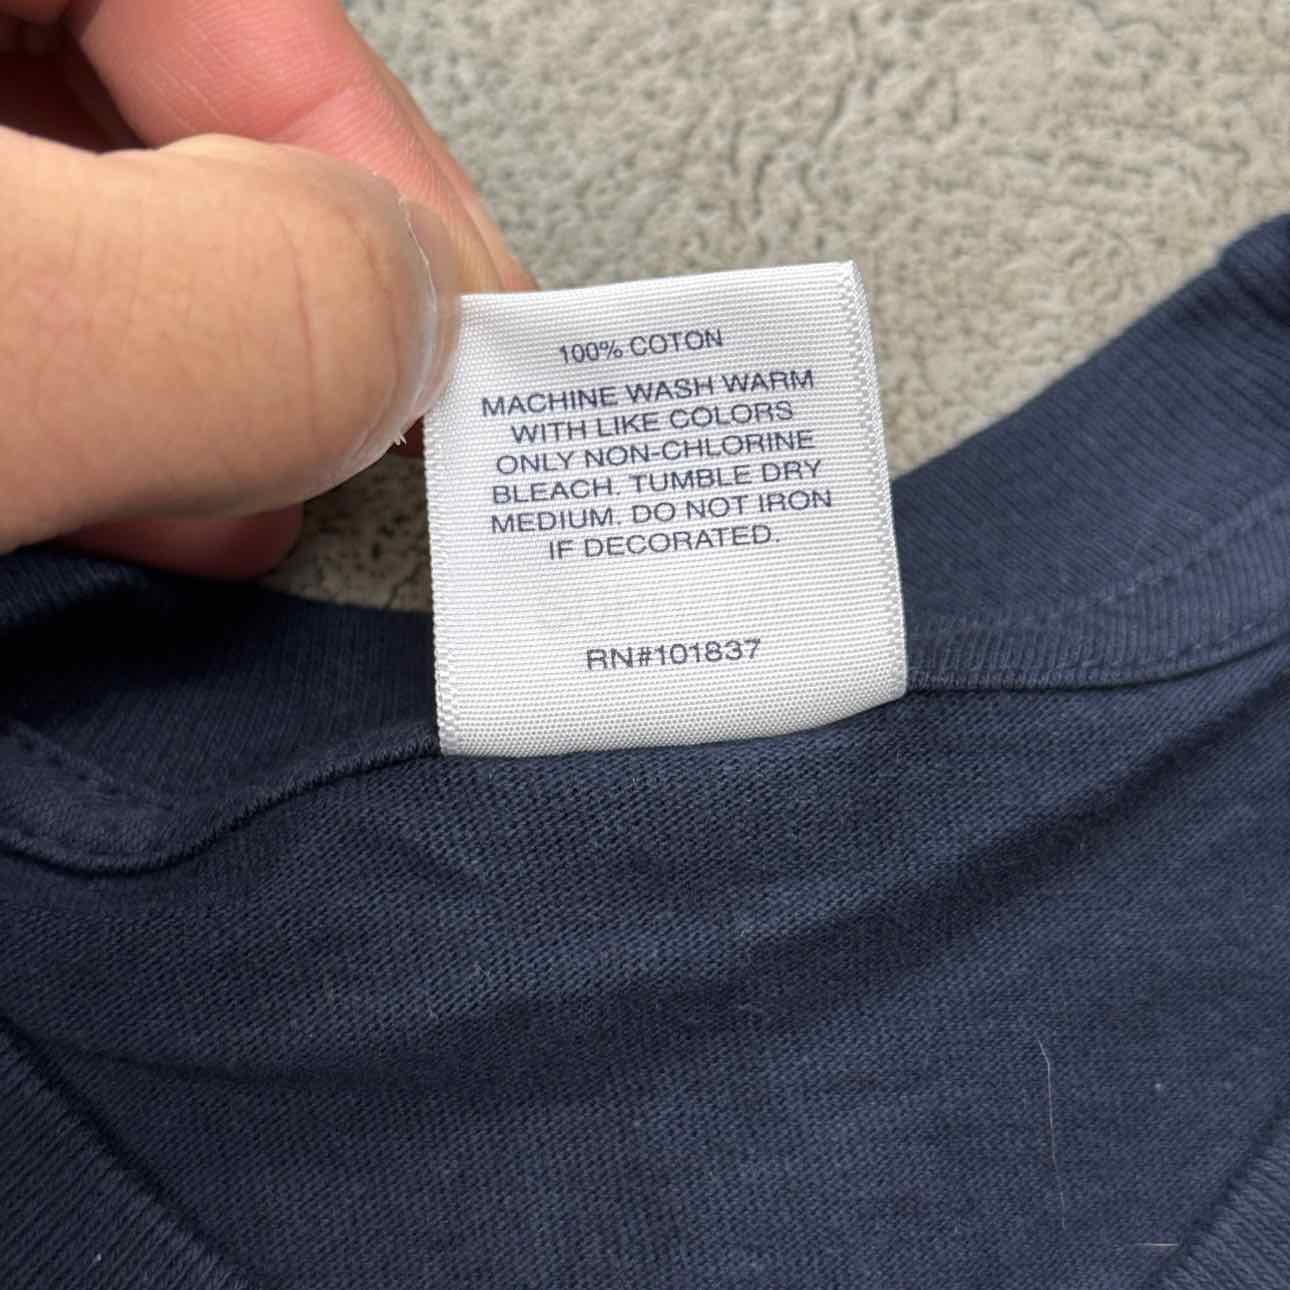 100% COTON
MACHINE WASH WARM
WITH LIKE COLORS
ONLY NON-CHLORINE
BLEACH. TUMBLE DRY
MEDIUM. DO NOT IRON
IF DECORATED.
RN#101837